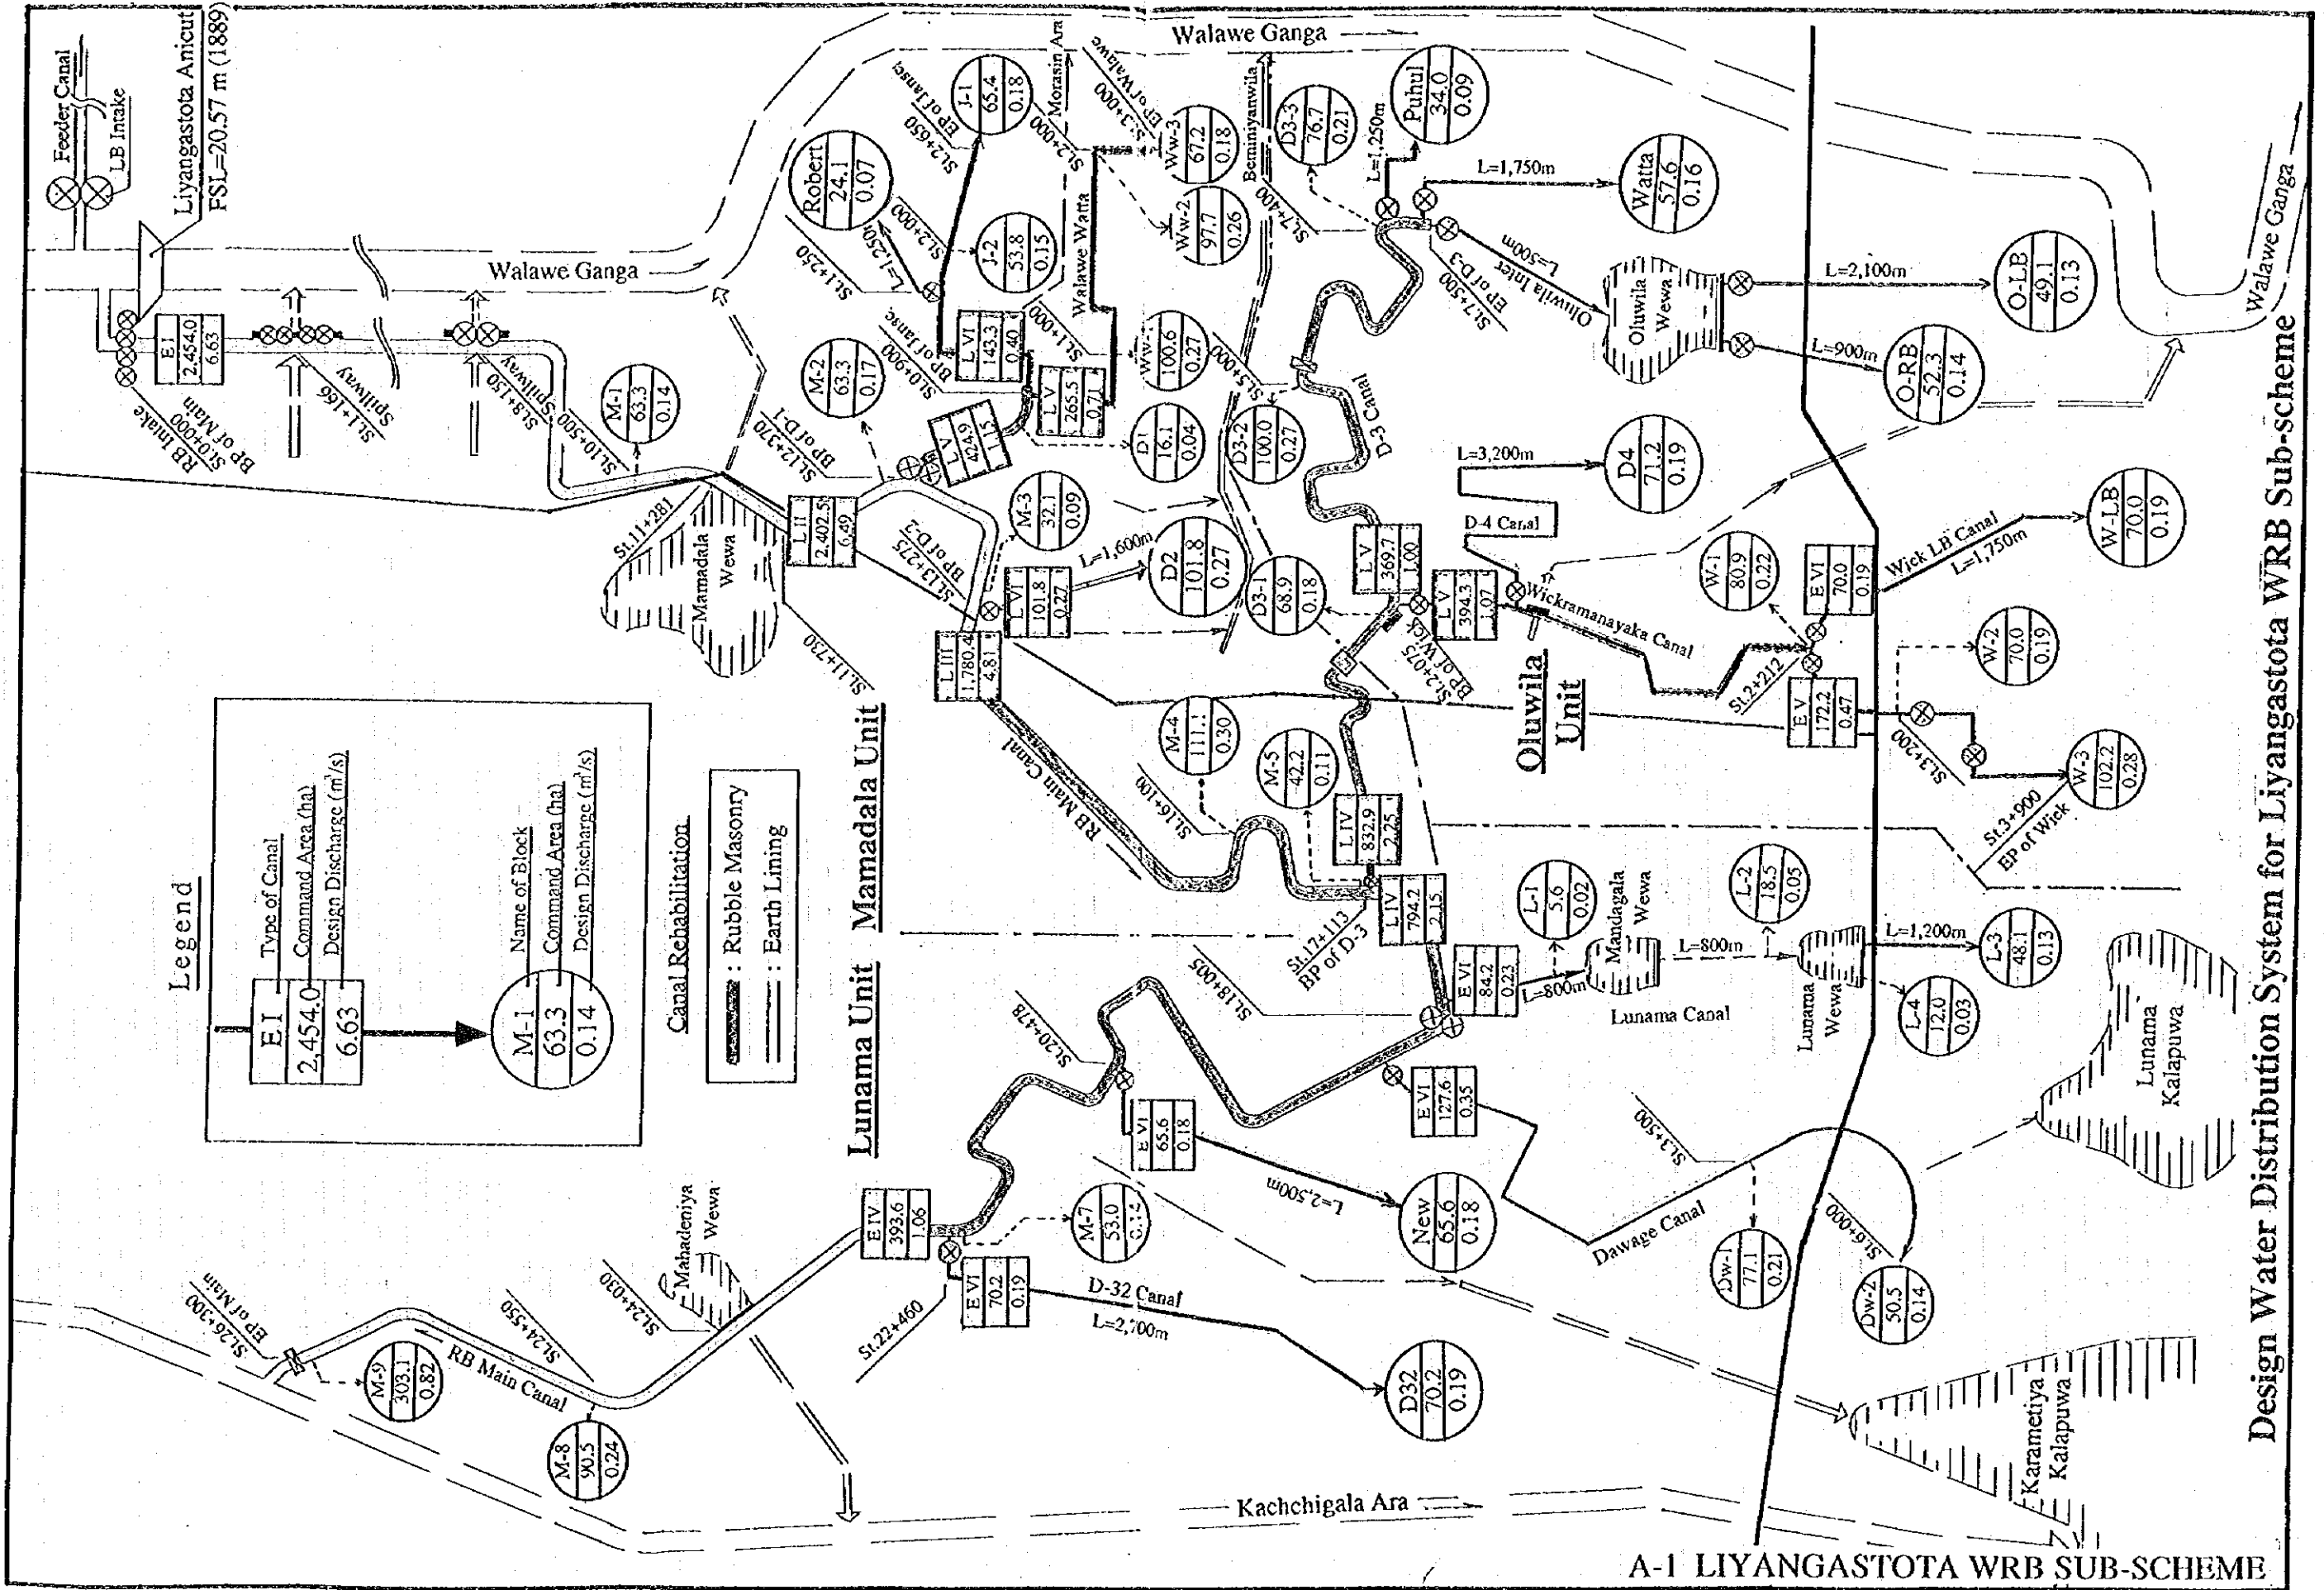 Feeder Canal
LB Intake
Liyangastota Anicut
FSL=20.57 m (1889)
Walawe Ganga
E I
2,454.0
6.63
St.0+000
RB Intake
BP of Main
St.1+166
Spillway
St.8+150
Spillway
St.10+500
M-1
63.3
0.14
St.11+281
Mamadala
Wewa
St.11+730
L II
2,402.5
6.49
St.12+370
BP of D-1
M-2
63.3
0.17
L V
424.9
1.15
St.0+900
BP of Janse
L VI
143.3
0.40
L V
265.5
0.71
St.1+250
L=1,250m
Robert
24.1
0.07
St.2+000
J-2
53.8
0.15
St.2+650
EP of Janse
J-1
65.4
0.18
Morasin Ara
St.2+000
Walawe Watta
St.1+000
St.3+000
EP of Walawe
Ww-3
67.2
0.18
Ww-2
97.7
0.26
100.6
0.27
D1
16.1
0.04
St.13+275
BP of D-2
M-3
32.1
0.09
L VI
101.8
0.27
L=1,600m
D2
101.8
0.27
L III
1,780.4
4.81
RB Main Canal
St.16+100
M-4
111.1
0.30
M-5
42.2
0.11
St.17+113
BP of D-3
L IV
832.9
2.25
L IV
794.2
2.15
D3-1
68.9
0.18
St.2+075
BP of Wick
L V
369.7
1.00
L V
394.3
1.07
D-3 Canal
St.5+000
D3-2
100.0
0.27
Bemmiyanwila
St.7+400
D3-3
76.7
0.21
Walawe Ganga
L=1,250m
Puhul
34.0
0.09
L=1,750m
Watta
57.6
0.16
St.7+500
EP of D-3
L=500m
Oluwila Inter
Oluwila
Wewa
L=2,100m
O-LB
49.1
0.13
L=900m
O-RB
52.3
0.14
Walawe Ganga
D-4 Canal
L=3,200m
D4
71.2
0.19
Wickramanayaka Canal
St.2+212
W-1
80.9
0.22
E VI
70.0
0.19
Wick LB Canal
L=1,750m
W-LB
70.0
0.19
E V
172.2
0.47
W-2
70.0
0.19
St.3+200
W-3
102.2
0.28
St.3+900
EP of Wick
Mamadala Unit
Oluwila
Unit
Lunama Unit
Legend
E I
2,454.0
6.63
Type of Canal
Command Area (ha)
Design Discharge (m³/s)
M-1
63.3
0.14
Name of Block
Command Area (ha)
Design Discharge (m³/s)
Canal Rehabilitation
: Rubble Masonry
: Earth Lining
St.18+005
E VI
84.2
0.23
L=800m
L-1
5.6
0.02
Mandagala
Wewa
L=800m
L-2
18.5
0.05
Lunama Canal
Lunama
Wewa
L=1,200m
L-3
48.1
0.13
L-4
12.0
0.03
Lunama
Kalapuwa
E VI
127.6
0.35
Dawage Canal
St.3+500
Dw-1
77.1
0.21
St.6+000
Dw-2
50.5
0.14
St.20+478
E VI
65.6
0.18
L=2,500m
New
65.6
0.18
M-7
53.0
0.14
St.22+460
E VI
70.2
0.19
D-32 Canal
L=2,700m
D32
70.2
0.19
E IV
393.6
1.06
Mahadeniya
Wewa
St.24+030
St.24+550
M-8
90.5
0.24
RB Main Canal
M-9
303.1
0.82
St.26+300
EP of Main
Kachchigala Ara
Karametiya
Kalapuwa
Design Water Distribution System for Liyangastota WRB Sub-scheme
A-1 LIYANGASTOTA WRB SUB-SCHEME